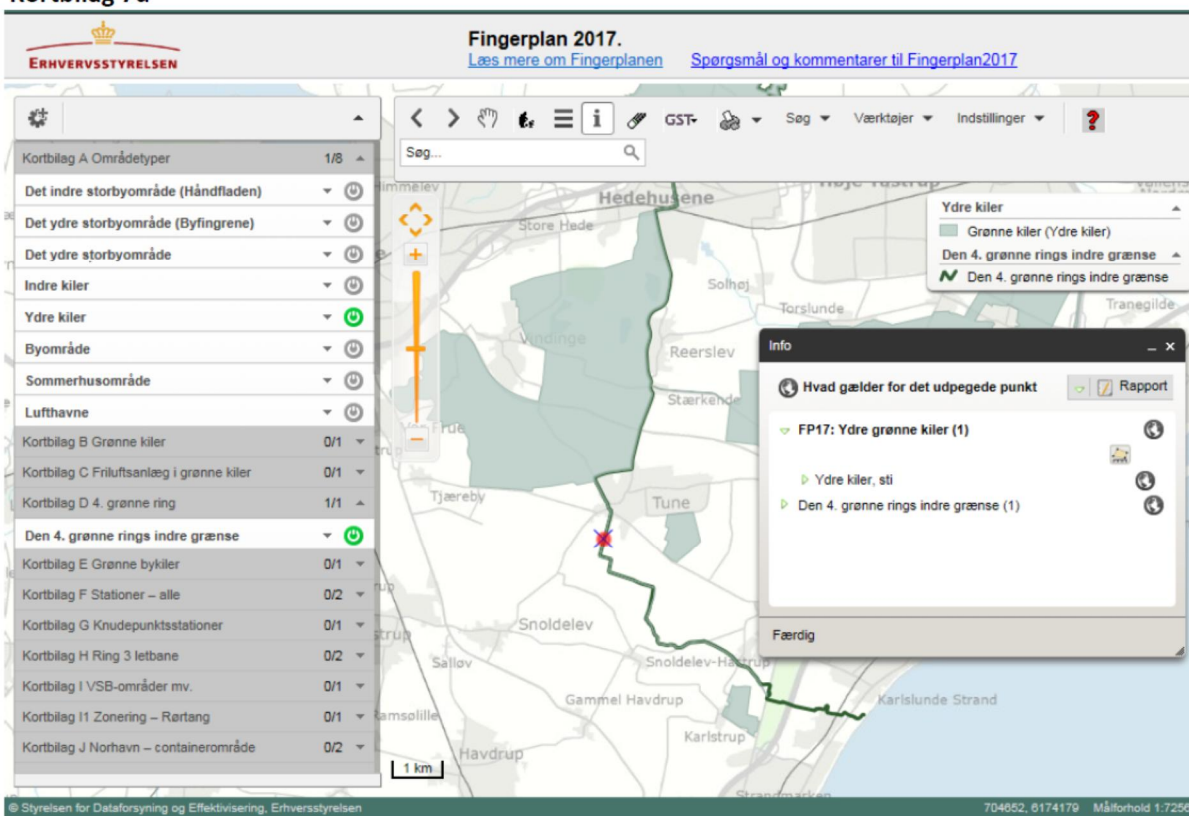 Kortbilag 7a
ERHVERVSSTYRELSEN
Fingerplan 2017.
Læs mere om Fingerplanen Spørgsmål og kommentarer til Fingerplan2017
GST
Søg
Værktøjer
Indstillinger
?
Søg...
Kortbilag A Områdetyper 1/8
Det indre storbyområde (Håndfladen)
Det ydre storbyområde (Byfingrene)
Det ydre storbyområde
Indre kiler
Ydre kiler
Byområde
Sommerhusområde
Lufthavne
Kortbilag B Grønne kiler 0/1
Kortbilag C Friluftsanlæg i grønne kiler 0/1
Kortbilag D 4. grønne ring 1/1
Den 4. grønne rings indre grænse
Kortbilag E Grønne bykiler 0/1
Kortbilag F Stationer – alle 0/2
Kortbilag G Knudepunktsstationer 0/1
Kortbilag H Ring 3 letbane 0/2
Kortbilag I VSB-områder mv. 0/1
Kortbilag I1 Zonering – Rørtang 0/1
Kortbilag J Norhavn – containerområde 0/2
Hedehusene
Store Hede
Solhøj
Torslunde
Tranegilde
Vindinge
Reerslev
Stærkende
Tjæreby
Tune
Snoldelev
Salløv
Snoldelev-Hastrup
Gammel Havdrup
Karlslunde Strand
Karlstrup
Havdrup
Strandmarken
1 km
Ydre kiler
Grønne kiler (Ydre kiler)
Den 4. grønne rings indre grænse
Den 4. grønne rings indre grænse
Info
Hvad gælder for det udpegede punkt
Rapport
FP17: Ydre grønne kiler (1)
Ydre kiler, sti
Den 4. grønne rings indre grænse (1)
Færdig
© Styrelsen for Dataforsyning og Effektivisering, Erhversstyrelsen
704652, 6174179 Målforhold 1:7256